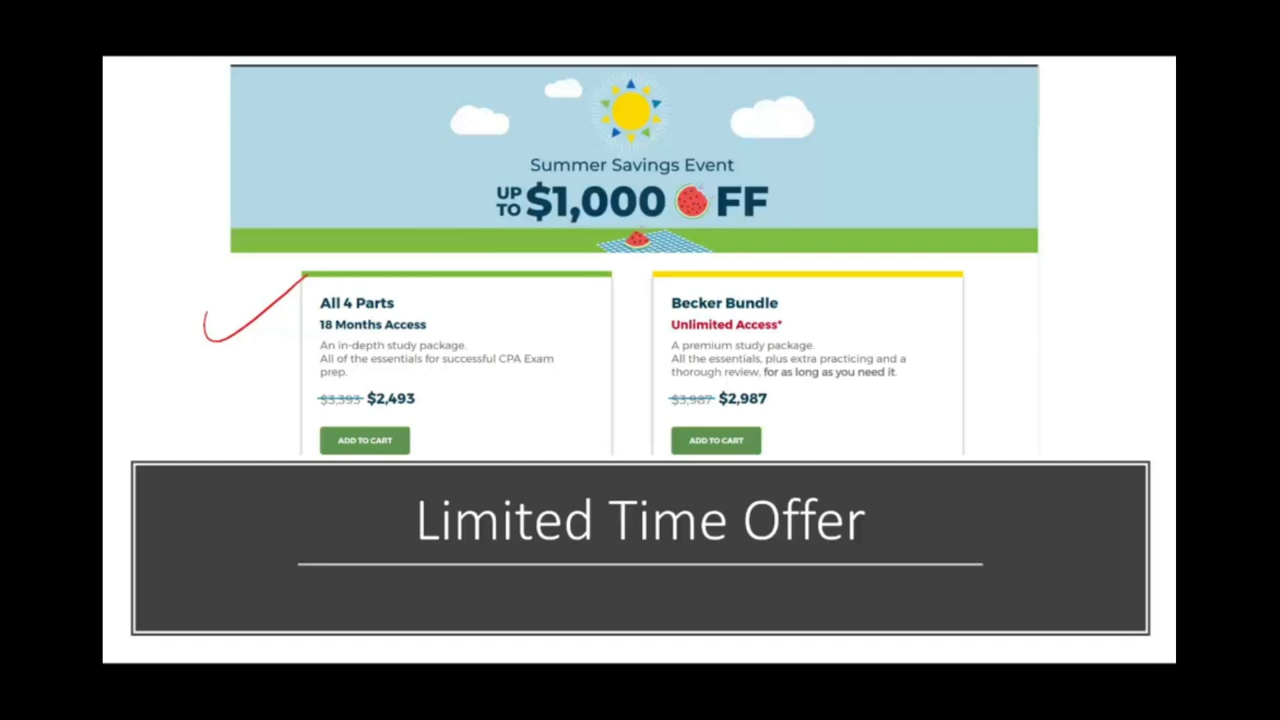 Summer Savings Event
UP TO $1,000 OFF
All 4 Parts
18 Months Access
An in-depth study package.
All of the essentials for successful CPA Exam
prep.
$3,393 $2,493
ADD TO CART
Becker Bundle
Unlimited Access*
A premium study package.
All the essentials, plus extra practicing and a
thorough review, for as long as you need it.
$3,987 $2,987
ADD TO CART
Limited Time Offer